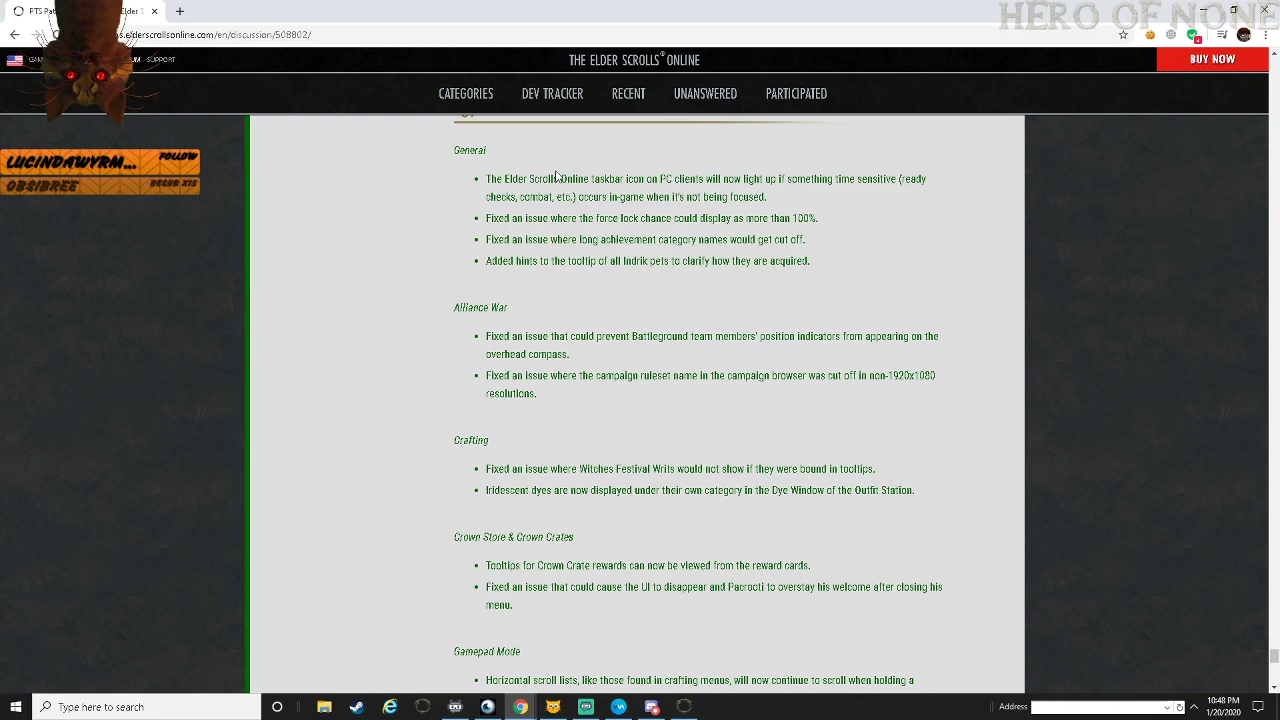 HERO OF NONE
PTS Pat
Elder S
.elderscrollsonline.com/en/discussion/508802/
GAM
UM - SUPPORT
THE ELDER SCROLLS® ONLINE
BUY NOW
CATEGORIES DEV TRACKER RECENT UNANSWERED PARTICIPATED
LUCINDAWYRM... FOLLOW
OBSIBREE RESUB X15
General
The Elder Scrolls Online taskbar icon on PC clients will now light up if something time sensitive (ready
checks, combat, etc.) occurs in-game when it's not being focused.
Fixed an issue where the force lock chance could display as more than 100%.
Fixed an issue where long achievement category names would get cut off.
Added hints to the tooltip of all Indrik pets to clarify how they are acquired.
Alliance War
Fixed an issue that could prevent Battleground team members' position indicators from appearing on the
overhead compass.
Fixed an issue where the campaign ruleset name in the campaign browser was cut off in non-1920x1080
resolutions.
Crafting
Fixed an issue where Witches Festival Writs would not show if they were bound in tooltips.
Iridescent dyes are now displayed under their own category in the Dye Window of the Outfit Station.
Crown Store & Crown Crates
Tooltips for Crown Crate rewards can now be viewed from the reward cards.
Fixed an issue that could cause the UI to disappear and Pacrooti to overstay his welcome after closing his
menu.
Gamepad Mode
Horizontal scroll lists, like those found in crafting menus, will now continue to scroll when holding a
Type here to search
Address
10:48 PM
1/20/2020